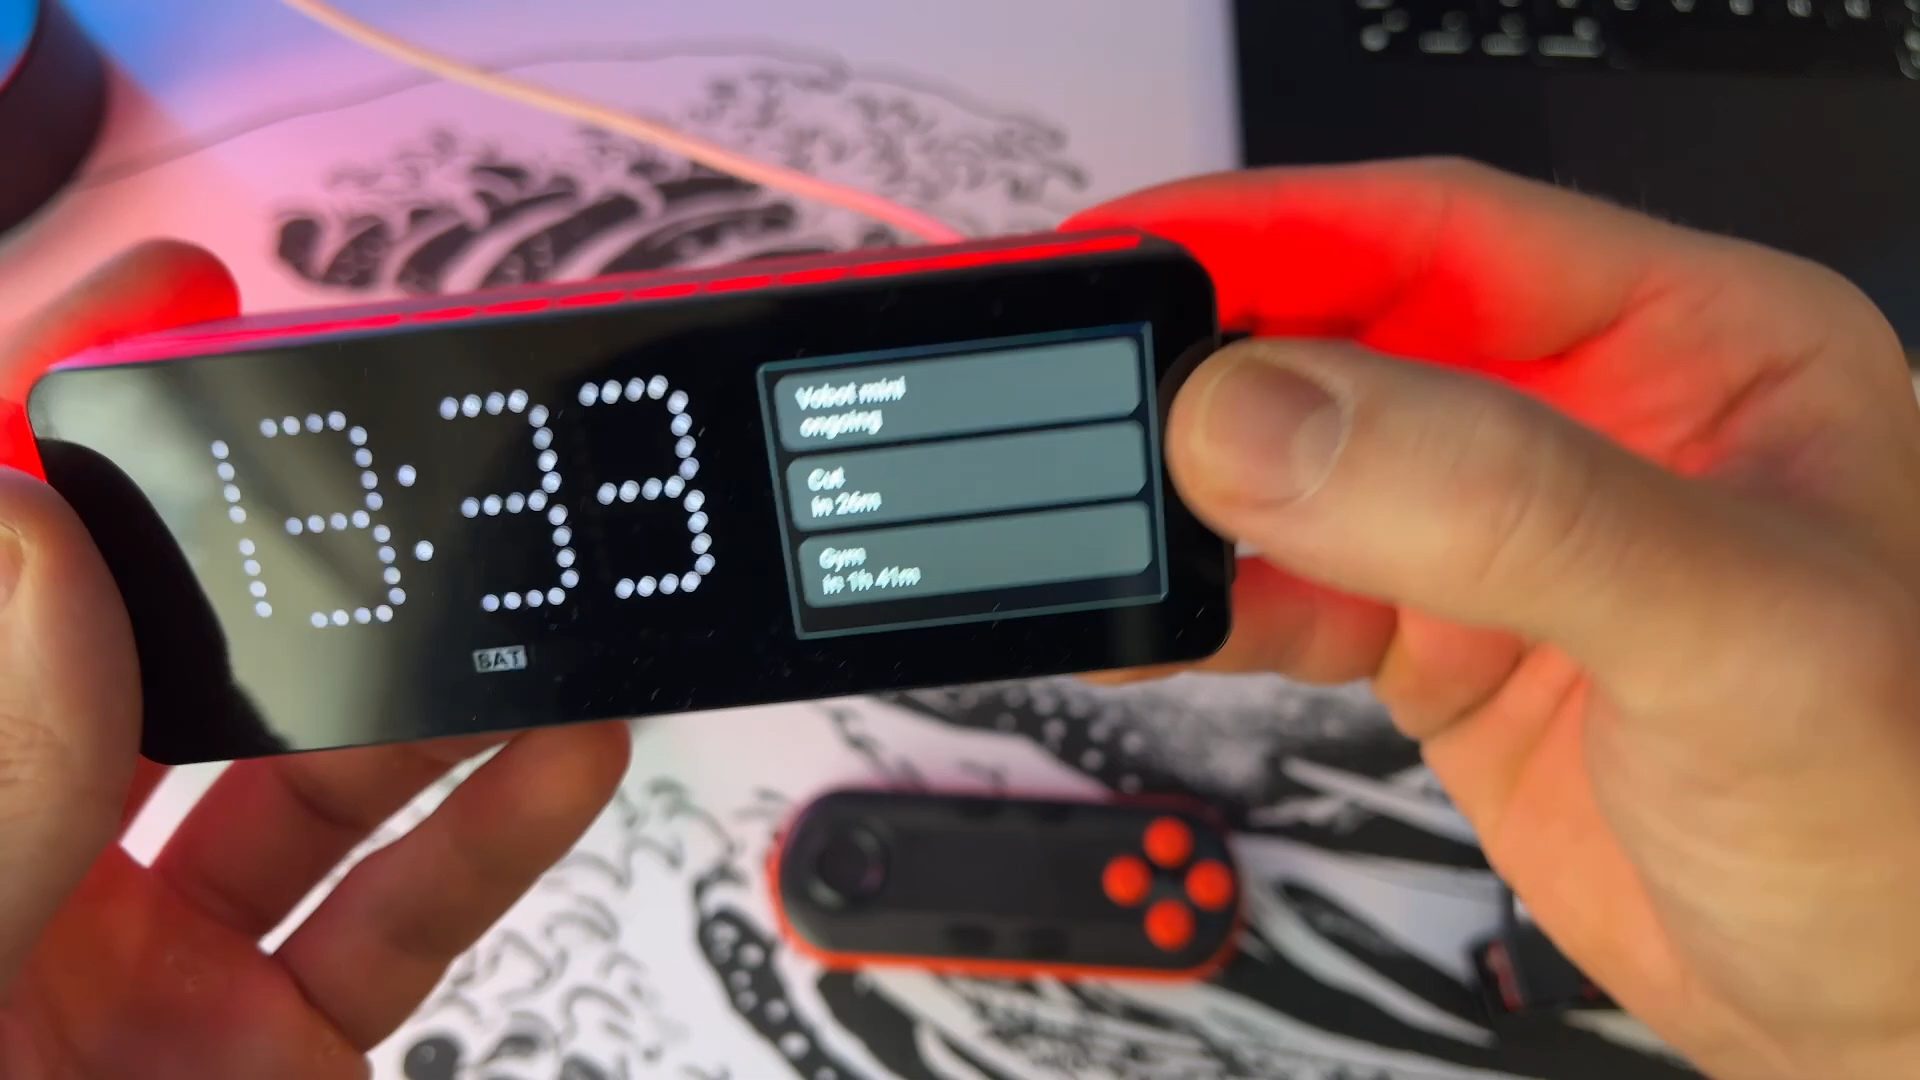 13:33
SAT
Vobot mini
ongoing
Cut
in 26m
Gym
in 1h 41m